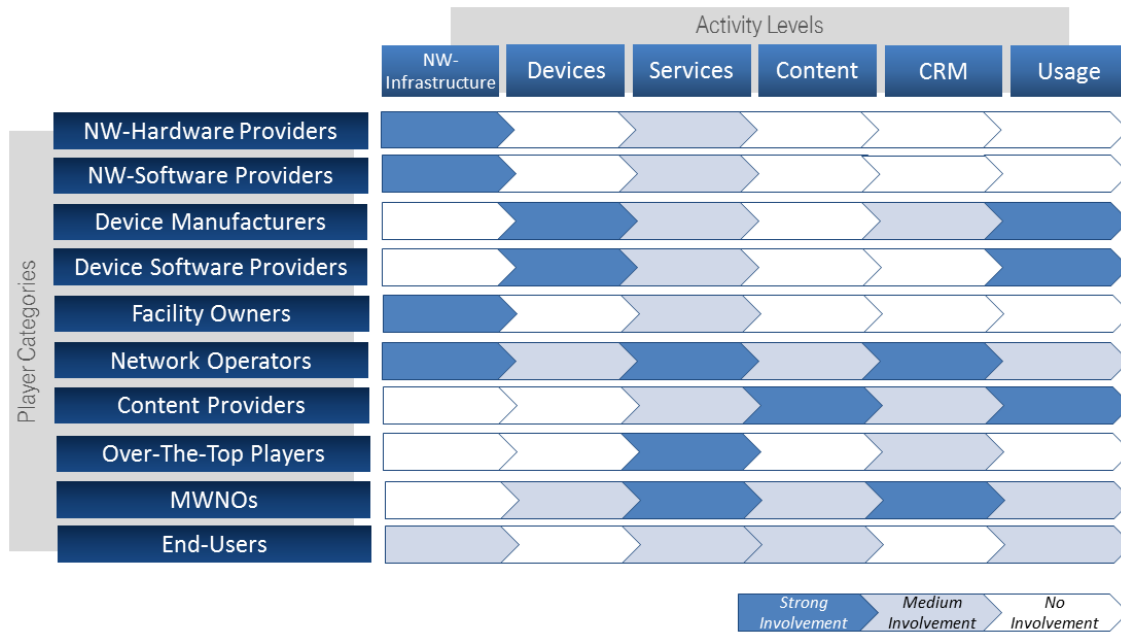 Activity Levels
NW-
Infrastructure
Devices
Services
Content
CRM
Usage
Player Categories
NW-Hardware Providers
NW-Software Providers
Device Manufacturers
Device Software Providers
Facility Owners
Network Operators
Content Providers
Over-The-Top Players
MWNOs
End-Users
Strong
Involvement
Medium
Involvement
No
Involvement